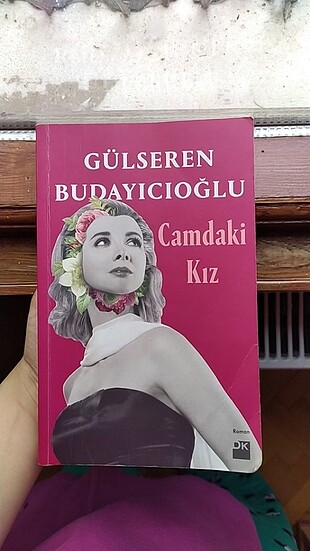 GÜLSEREN
BUDAYICIOĞLU
Camdaki
Kız
Roman
DK